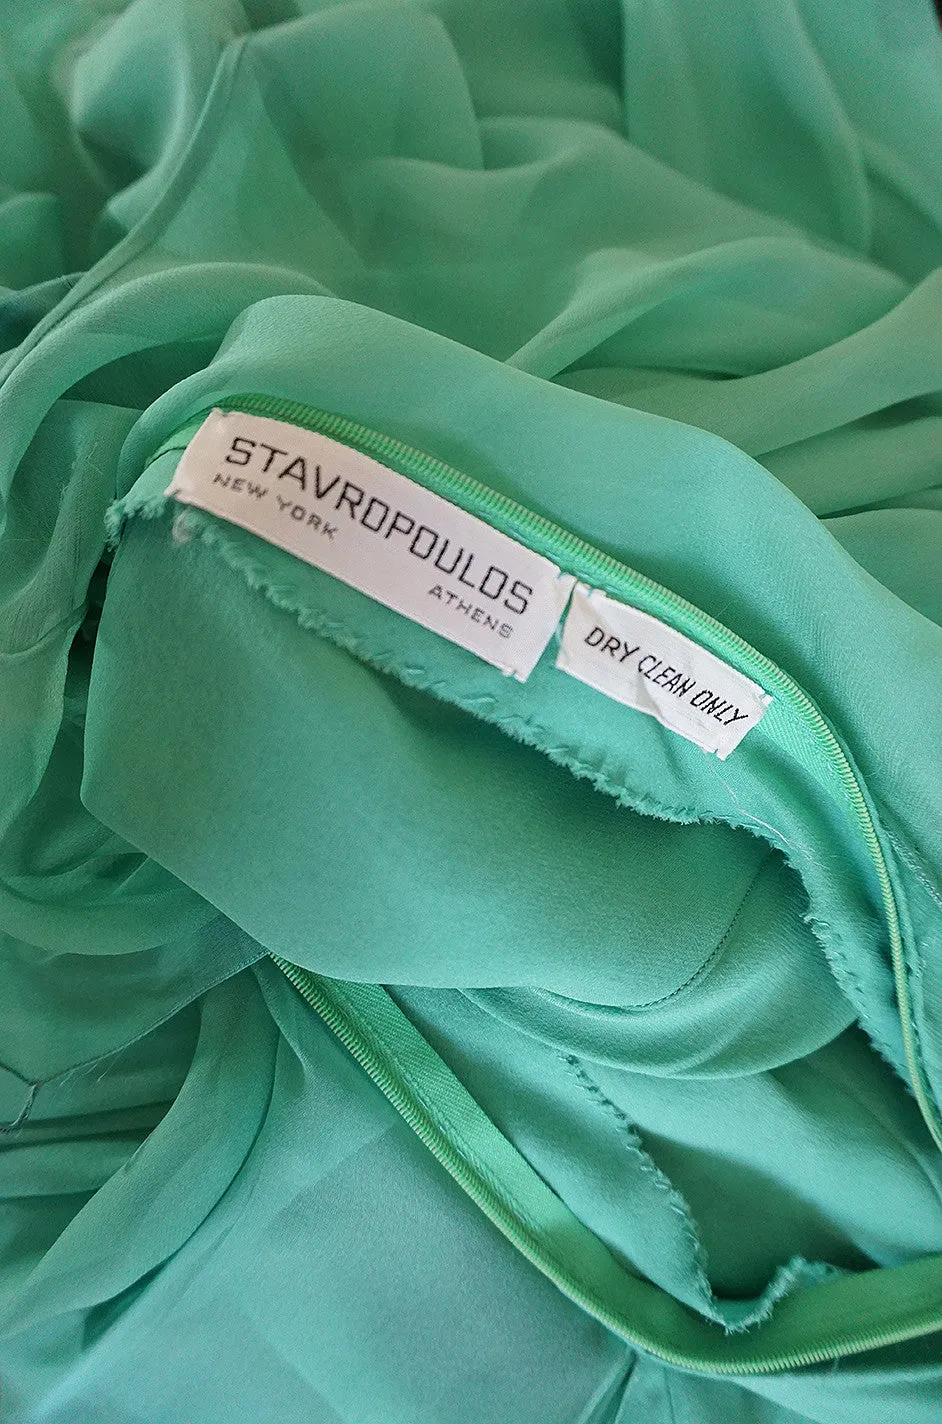 STAVROPOULOS
NEW YORK
ATHENS
DRY CLEAN ONLY